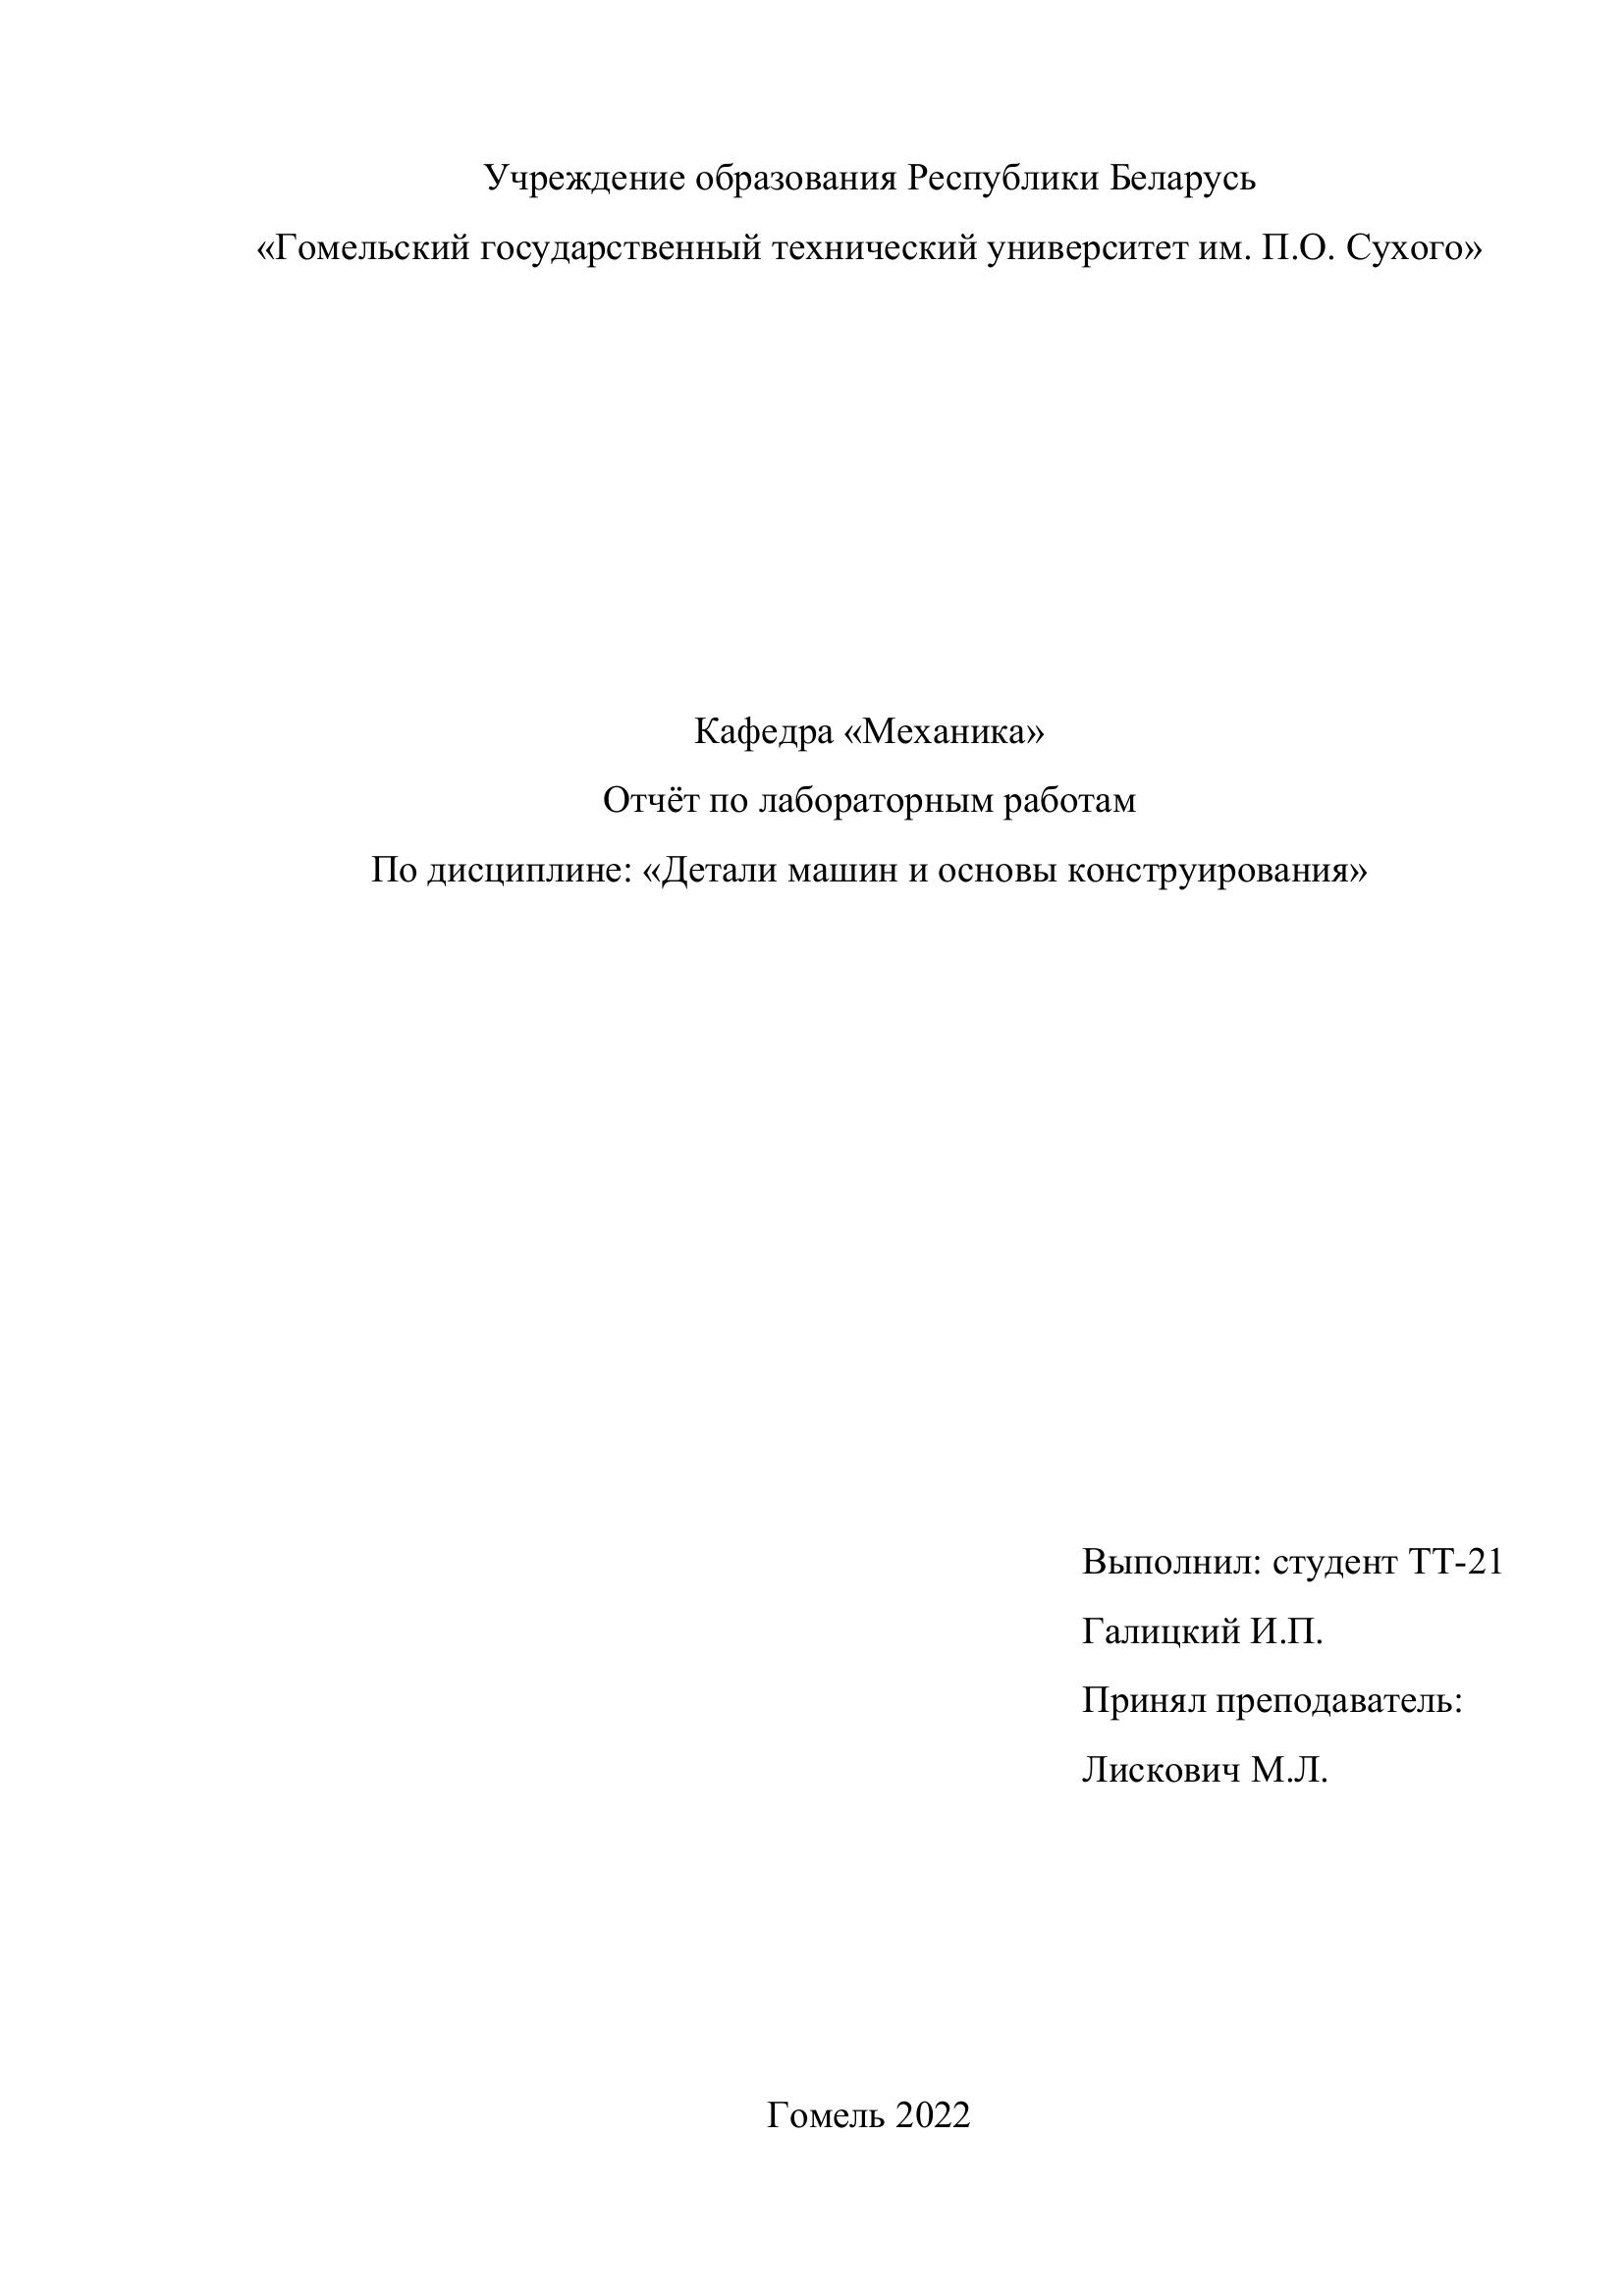 Учреждение образования Республики Беларусь
«Гомельский государственный технический университет им. П.О. Сухого»
Кафедра «Механика»
Отчёт по лабораторным работам
По дисциплине: «Детали машин и основы конструирования»
Выполнил: студент ТТ-21
Галицкий И.П.
Принял преподаватель:
Лискович М.Л.
Гомель 2022